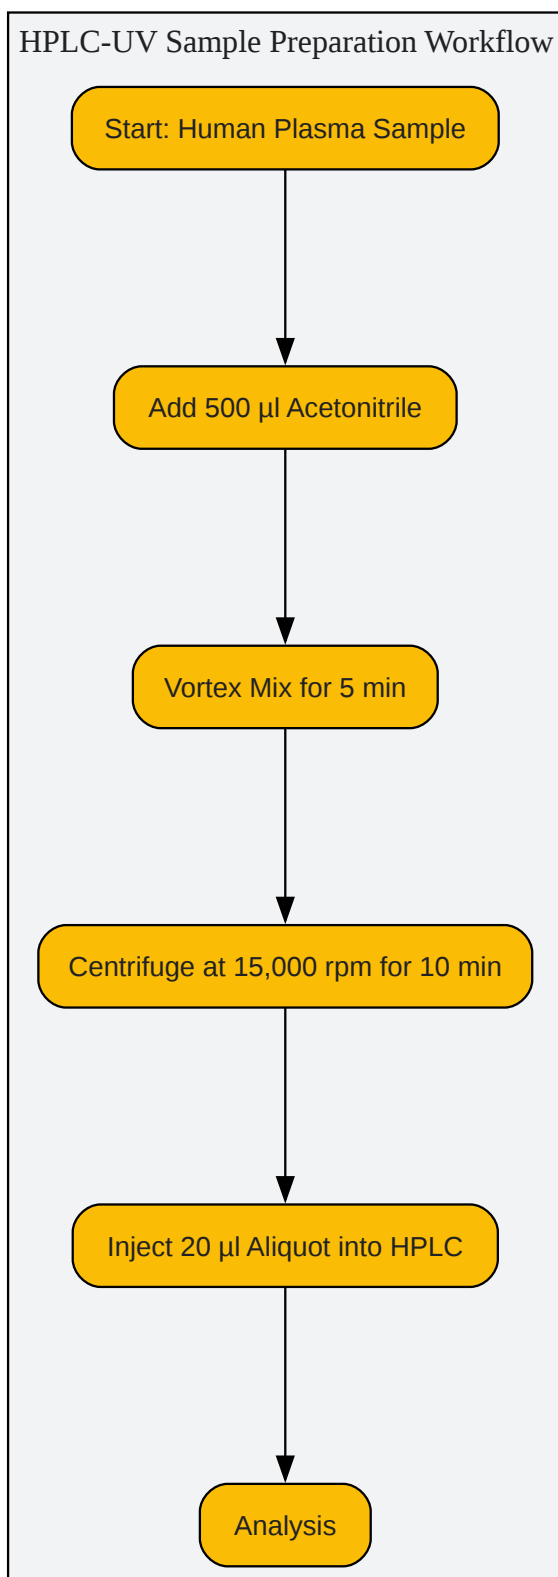 HPLC-UV Sample Preparation Workflow
Start: Human Plasma Sample
Add 500 µl Acetonitrile
Vortex Mix for 5 min
Centrifuge at 15,000 rpm for 10 min
Inject 20 µl Aliquot into HPLC
Analysis